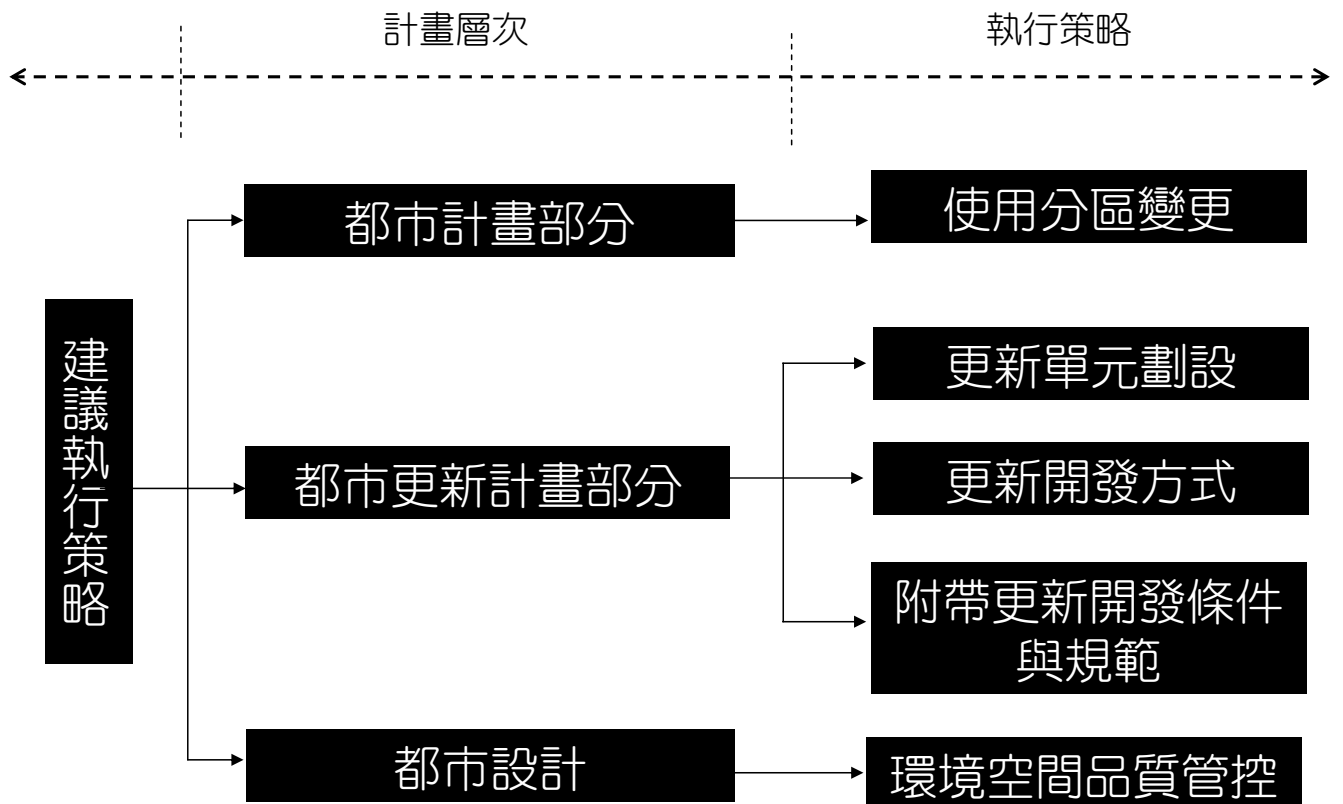 計畫層次
執行策略
建議執行策略
都市計畫部分
使用分區變更
都市更新計畫部分
更新單元劃設
更新開發方式
附帶更新開發條件
與規範
都市設計
環境空間品質管控